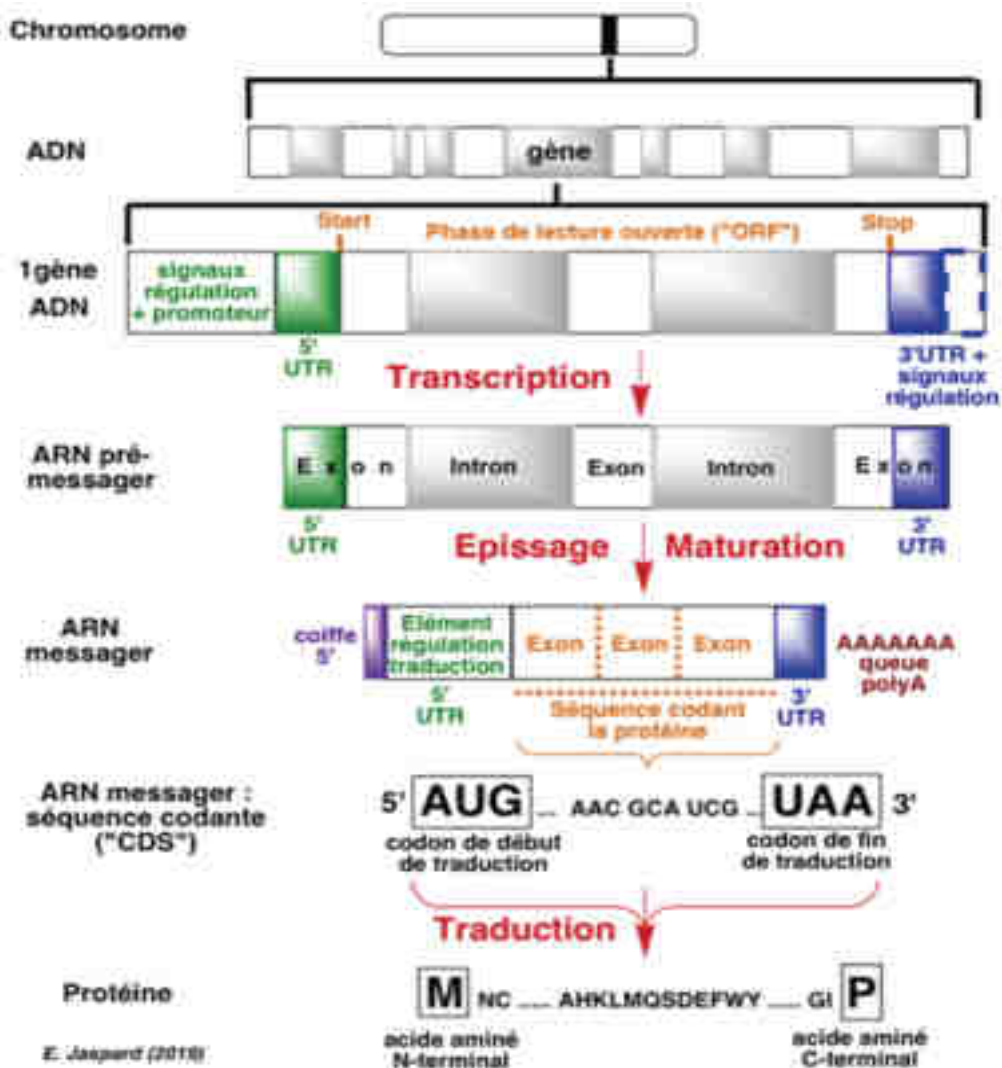 Chromosome
ADN
gène
Start
Phase de lecture ouverte ("ORF")
Stop
1gène
ADN
signaux
régulation
+ promoteur
5'
UTR
3'UTR +
signaux
régulation
Transcription
ARN pré-
messager
Exon
Intron
Exon
Intron
Exon
5'
UTR
3'
UTR
Epissage
Maturation
ARN
messager
coiffe
5'
Elément
régulation
traduction
Exon
Exon
Exon
AAAAAAA
queue
polyA
5'
UTR
Séquence codant
la protéine
3'
UTR
ARN messager :
séquence codante
("CDS")
5' AUG ... AAC GCA UCG ... UAA 3'
codon de début
de traduction
codon de fin
de traduction
Traduction
Protéine
M NC ..... AHKLMQSDEFWY ..... GI P
acide aminé
N-terminal
acide aminé
C-terminal
E. Jaspard (2019)